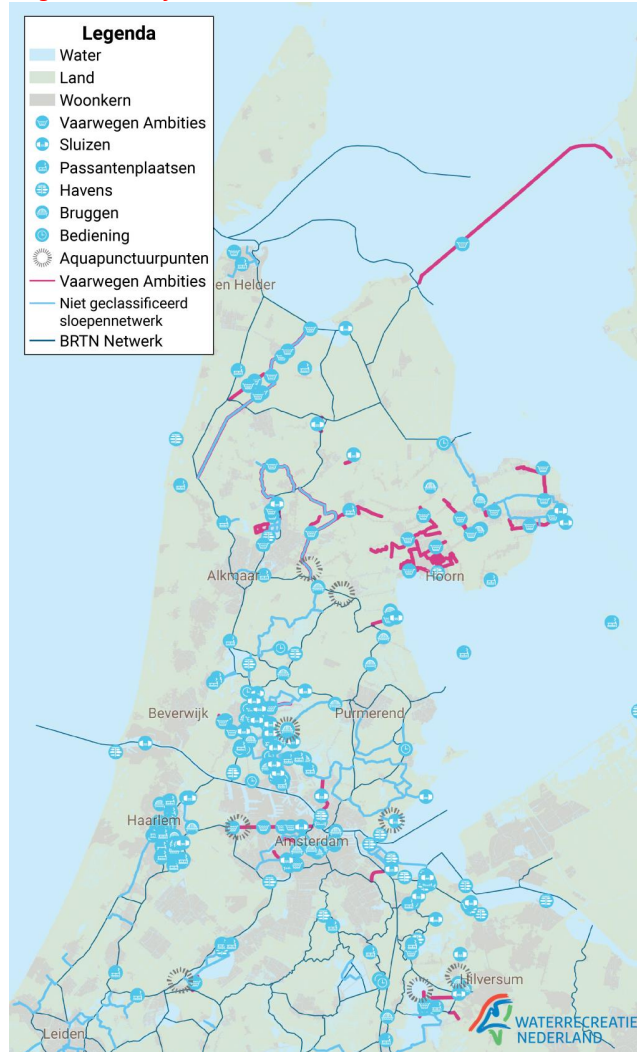 Legenda
Water
Land
Woonkern
Vaarwegen Ambities
Sluizen
Passantenplaatsen
Havens
Bruggen
Bediening
Aquapunctuurpunten
Vaarwegen Ambities
Niet geclassificeerd
sloepennetwerk
BRTN Netwerk
en Helder
Alkmaar
Hoorn
Beverwijk
Purmerend
Haarlem
Amsterdam
Hilversum
Leiden
WATERRECREATIE
NEDERLAND